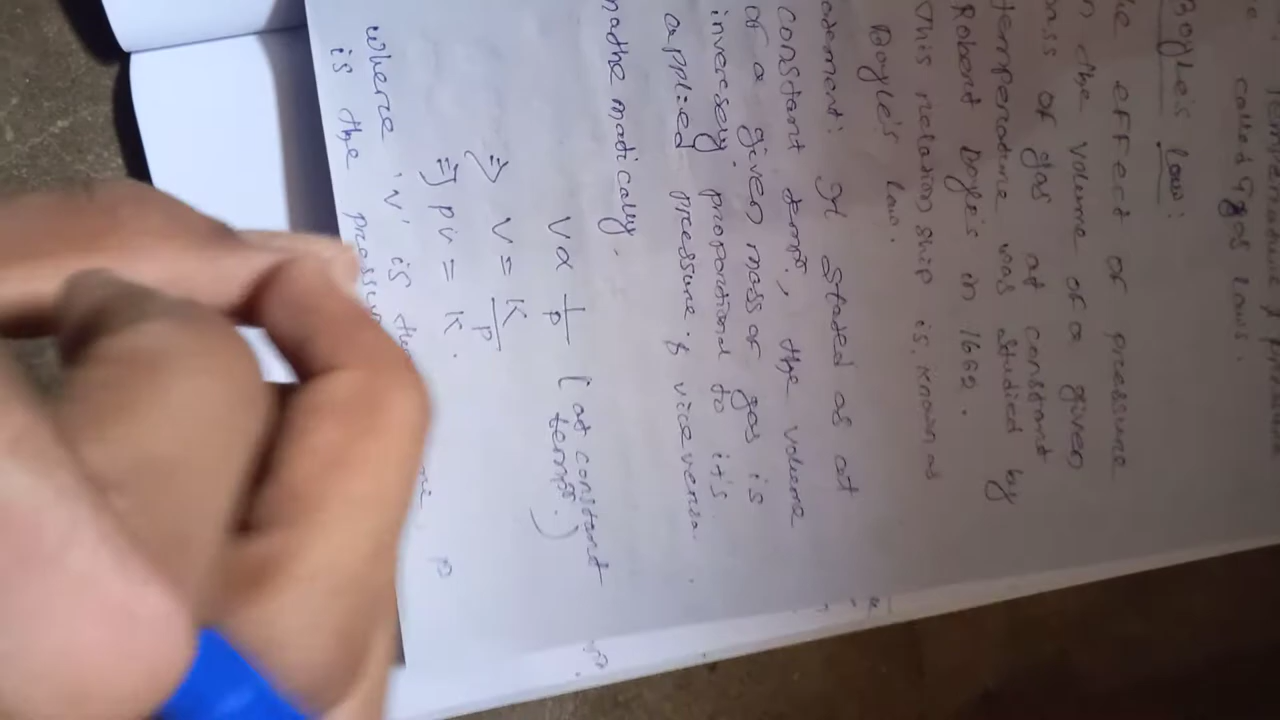 called gas laws.
Boyle's law:
effect of pressure
the volume of a given
mass of gas at constant
temperature was studied by
Robert Boyle's in 1662.
This relation ship is known as
Boyle's law.
It stated as at
constant temp., the volume
of a given mass of gas is
inversely proportional to it's
applied pressure. & vice versa.
mathematically.
V α 1/P (at constant temp.)
=> V = K/P
=> PV = K.
where 'V' is the
is the pressure